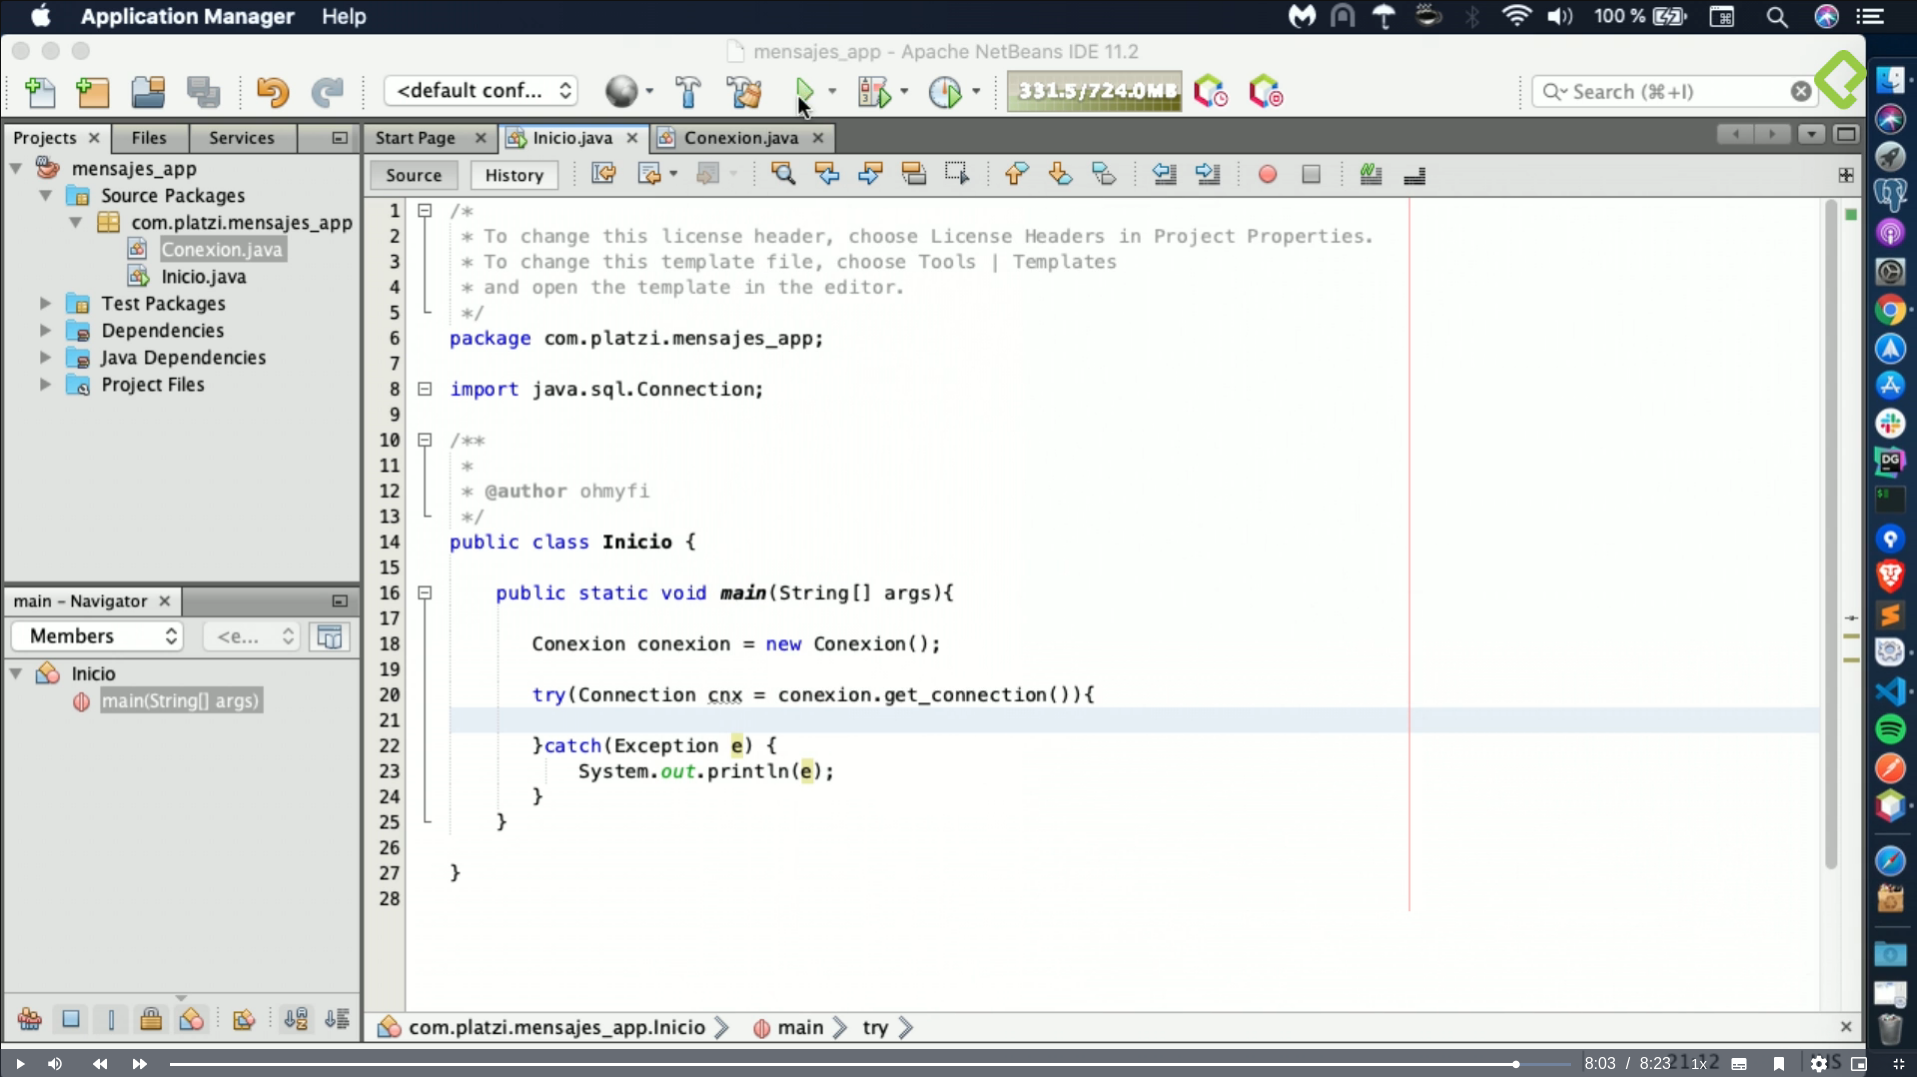 Application Manager Help
100 %
mensajes_app - Apache NetBeans IDE 11.2
<default conf...
331.5/724.0MB
Search (⌘+I)
Projects
Files
Services
Start Page
Inicio.java
Conexion.java
Source
History
mensajes_app
Source Packages
com.platzi.mensajes_app
Conexion.java
Inicio.java
Test Packages
Dependencies
Java Dependencies
Project Files
1 /*
2 * To change this license header, choose License Headers in Project Properties.
3 * To change this template file, choose Tools | Templates
4 * and open the template in the editor.
5 */
6 package com.platzi.mensajes_app;
7
8 import java.sql.Connection;
9
10 /**
11 *
12 * @author ohmyfi
13 */
14 public class Inicio {
15
16 public static void main(String[] args){
17
18 Conexion conexion = new Conexion();
19
20 try(Connection cnx = conexion.get_connection()){
21
22 }catch(Exception e) {
23 System.out.println(e);
24 }
25 }
26
27 }
28
main - Navigator
Members
<e...
Inicio
main(String[] args)
com.platzi.mensajes_app.Inicio
main
try
DG
8:03 / 8:23
21:12
1x
INS